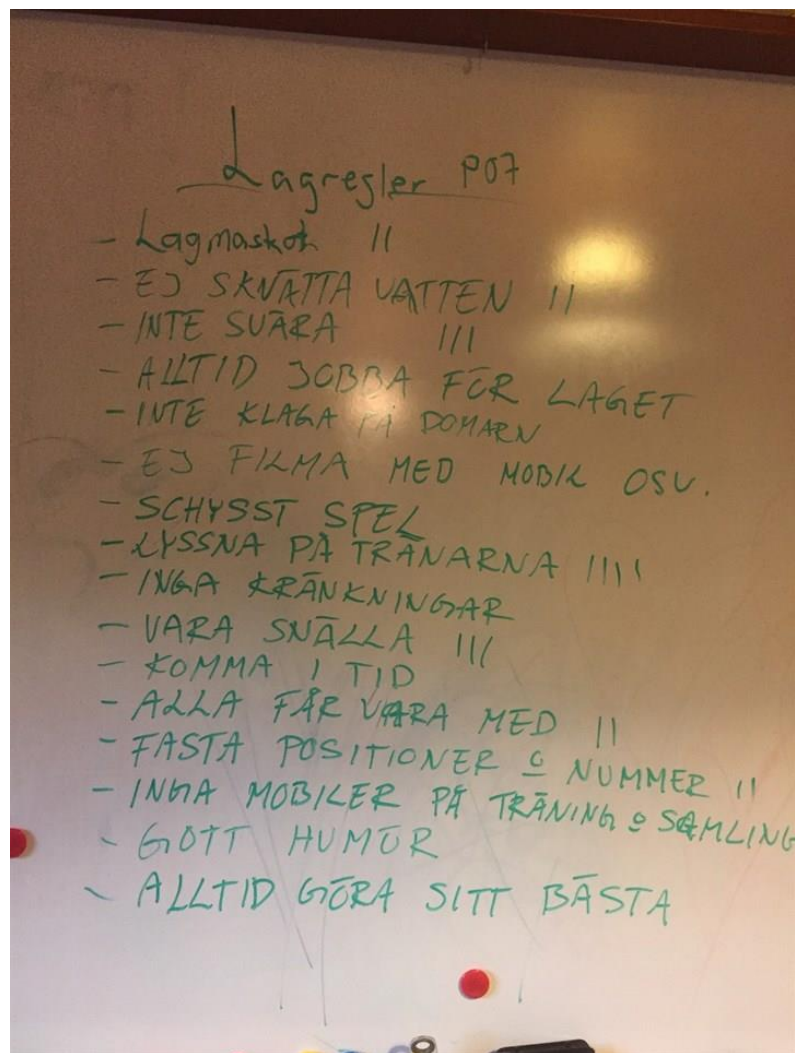 Lagregler P07
- Lagmaskot II
- EJ SKVÄTTA VATTEN II
- INTE SVÄRA III
- ALLTID JOBBA FÖR LAGET
- INTE KLAGA PÅ DOMARN
- EJ FILMA MED MOBIL OSV.
- SCHYSST SPEL
- LYSSNA PÅ TRÄNARNA IIII
- INGA KRÄNKNINGAR
- VARA SNÄLLA III
- KOMMA I TID
- ALLA FÅR VARA MED II
- FASTA POSITIONER O NUMMER II
- INGA MOBILER PÅ TRÄNING O SAMLING
- GOTT HUMÖR
- ALLTID GÖRA SITT BÄSTA